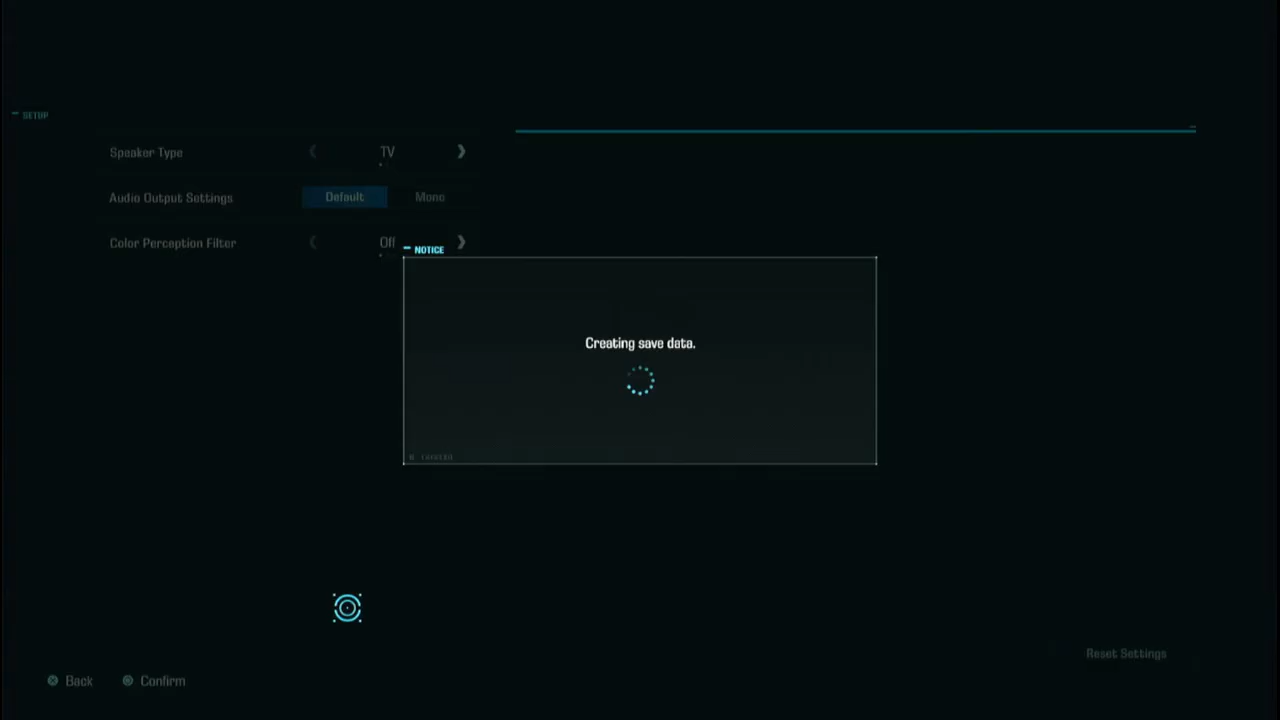 SETUP
Speaker Type
TV
Audio Output Settings
Default
Mono
Color Perception Filter
Off
NOTICE
Creating save data.
Reset Settings
Back
Confirm